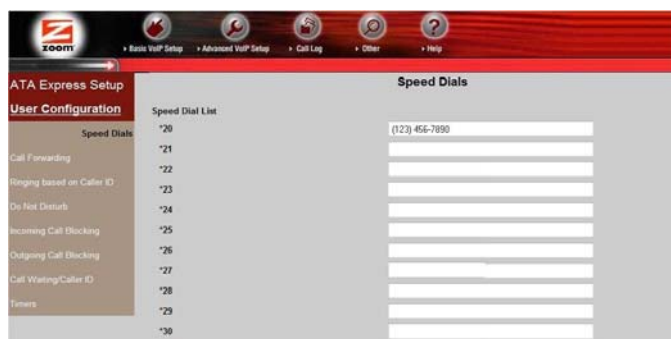 zoom
Basic VoIP Setup
Advanced VoIP Setup
Call Log
Other
Help
ATA Express Setup
User Configuration
Speed Dials
Call Forwarding
Ringing based on Caller ID
Do Not Disturb
Incoming Call Blocking
Outgoing Call Blocking
Call Waiting/Caller ID
Timers
Speed Dials
Speed Dial List
*20 (123) 456-7890
*21
*22
*23
*24
*25
*26
*27
*28
*29
*30